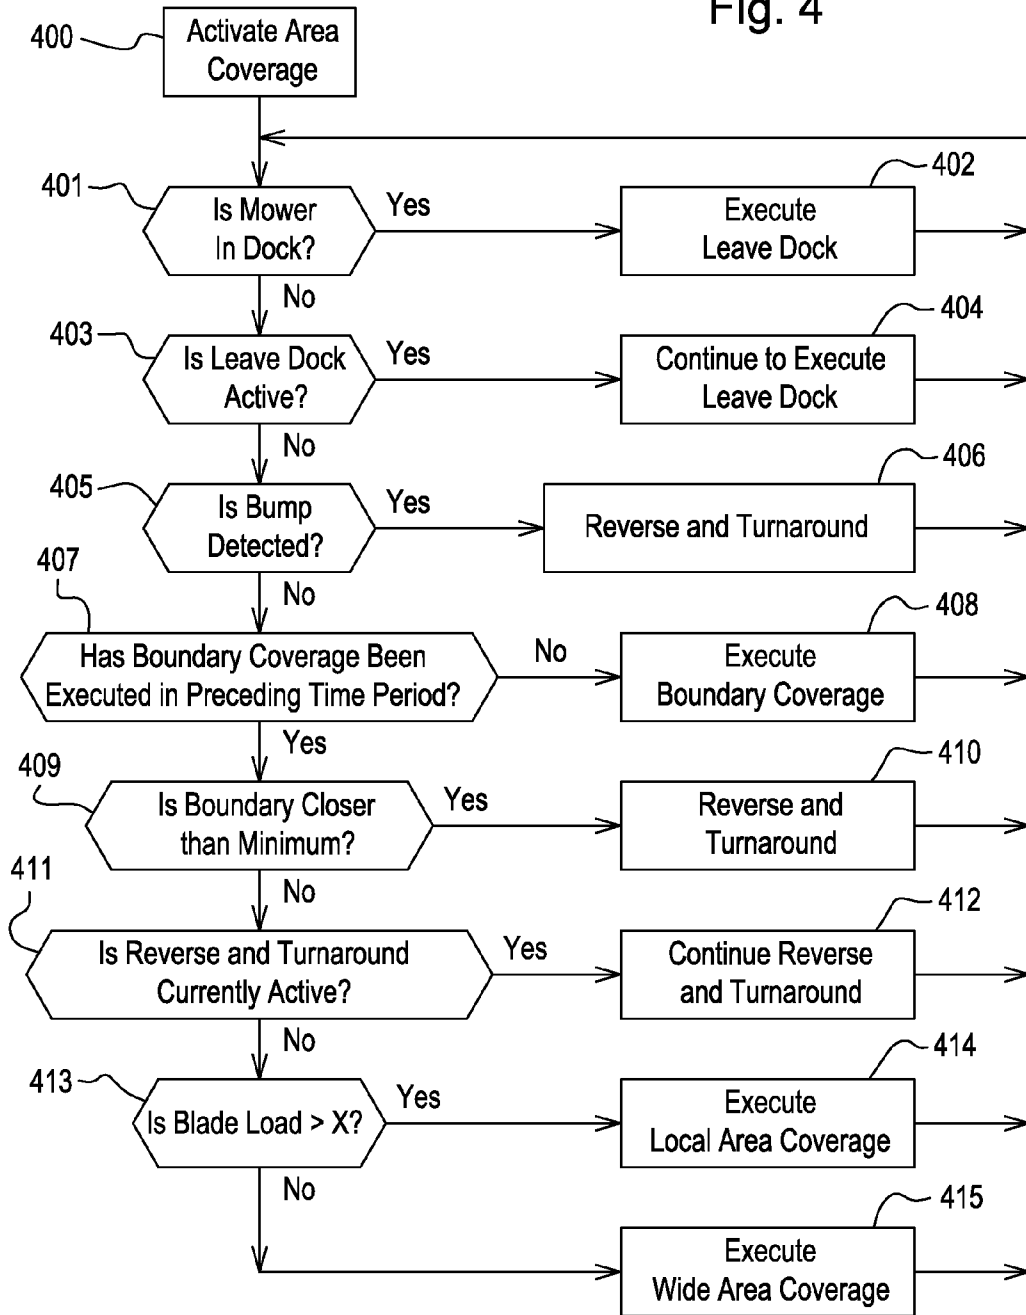 Fig. 4
400
Activate Area
Coverage
401
Is Mower
In Dock?
Yes
402
Execute
Leave Dock
No
403
Is Leave Dock
Active?
Yes
404
Continue to Execute
Leave Dock
No
405
Is Bump
Detected?
Yes
406
Reverse and Turnaround
No
407
Has Boundary Coverage Been
Executed in Preceding Time Period?
No
408
Execute
Boundary Coverage
Yes
409
Is Boundary Closer
than Minimum?
Yes
410
Reverse and
Turnaround
No
411
Is Reverse and Turnaround
Currently Active?
Yes
412
Continue Reverse
and Turnaround
No
413
Is Blade Load > X?
Yes
414
Execute
Local Area Coverage
No
415
Execute
Wide Area Coverage